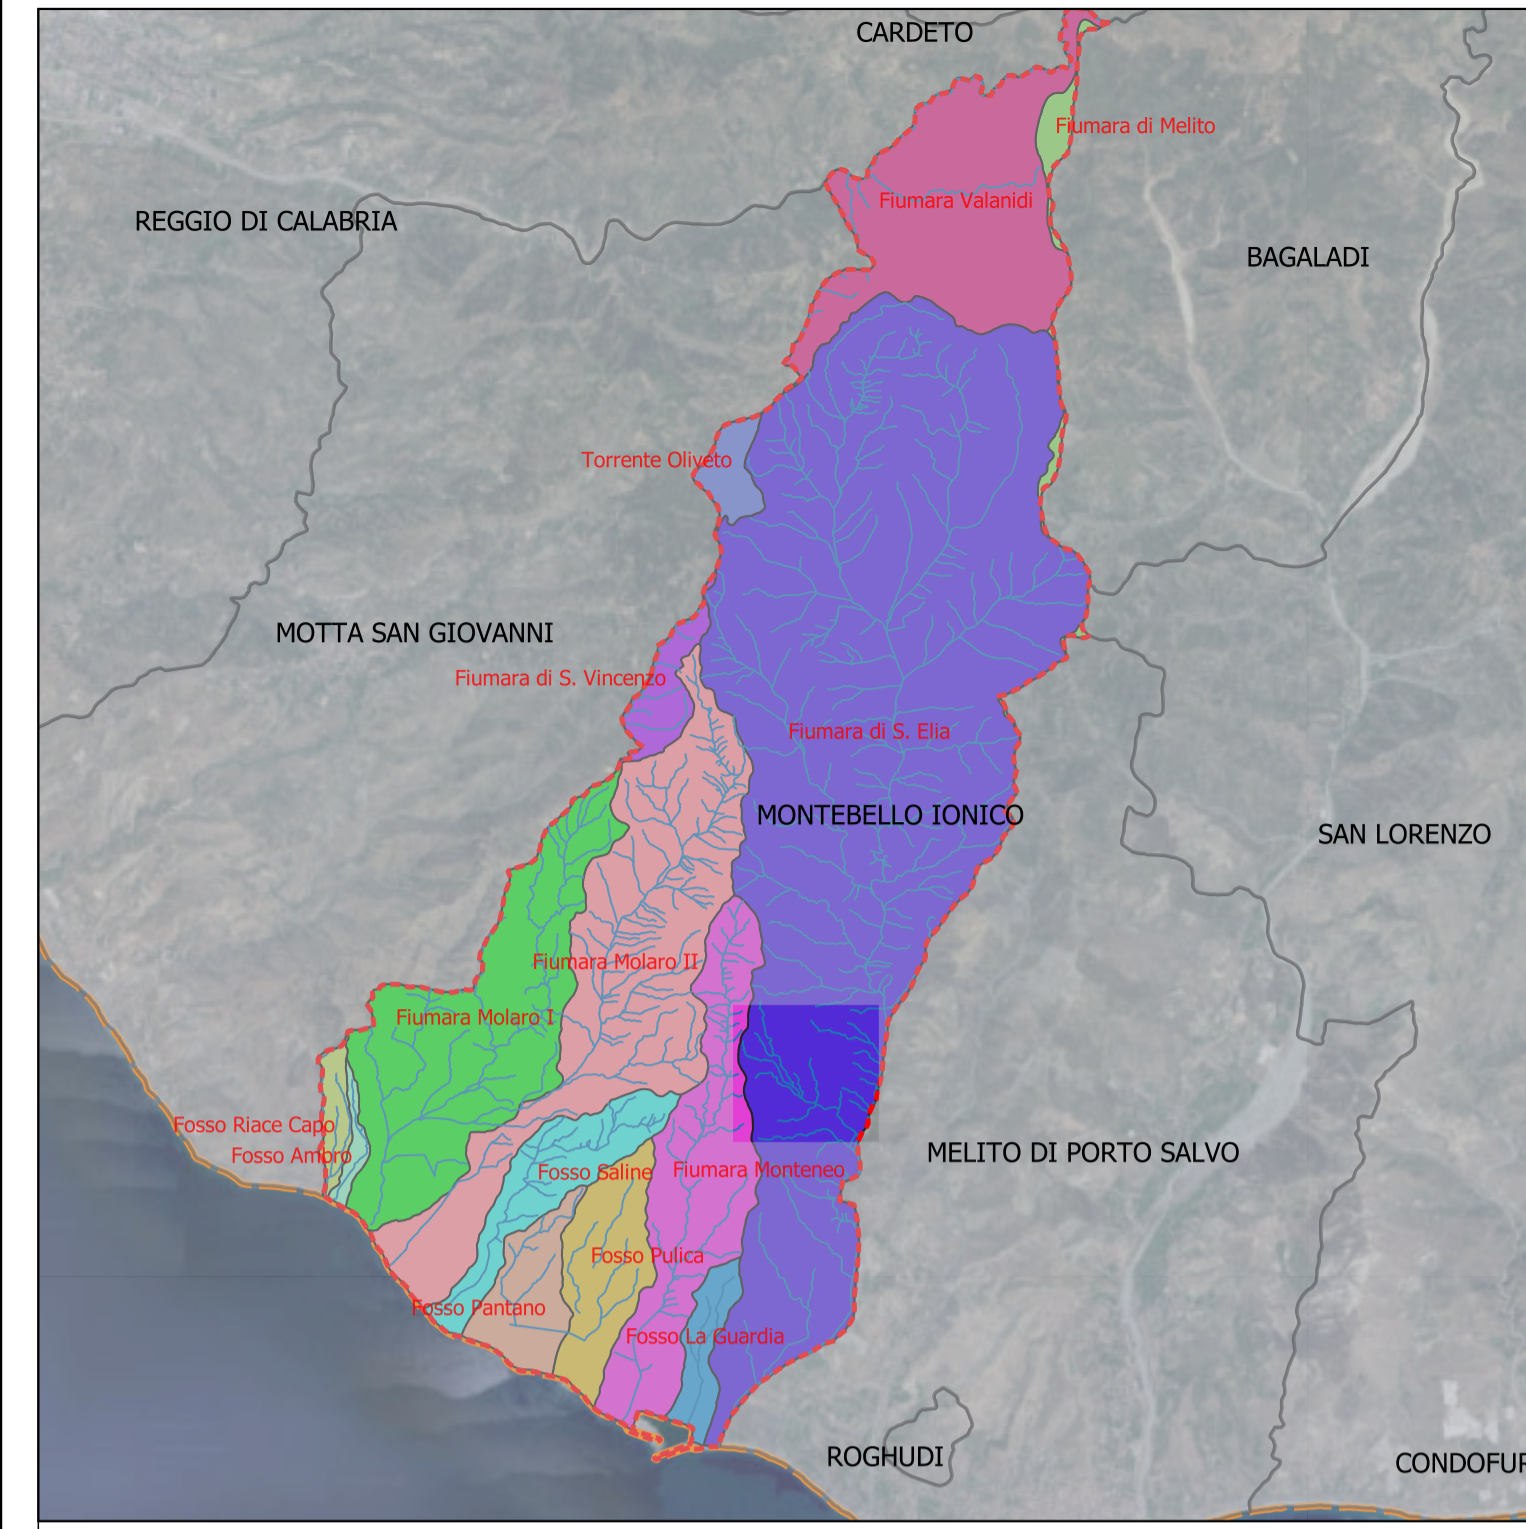 CARDETO
Fiumara di Melito
Fiumara Valanidi
REGGIO DI CALABRIA
BAGALADI
Torrente Oliveto
MOTTA SAN GIOVANNI
Fiumara di S. Vincenzo
Fiumara di S. Elia
MONTEBELLO IONICO
SAN LORENZO
Fiumara Molaro II
Fiumara Molaro I
Fosso Riace Capo
Fosso Ambro
MELITO DI PORTO SALVO
Fosso Saline
Fiumara Monteneo
Fosso Pulica
Fosso Pantano
Fosso La Guardia
ROGHUDI
CONDOFUR